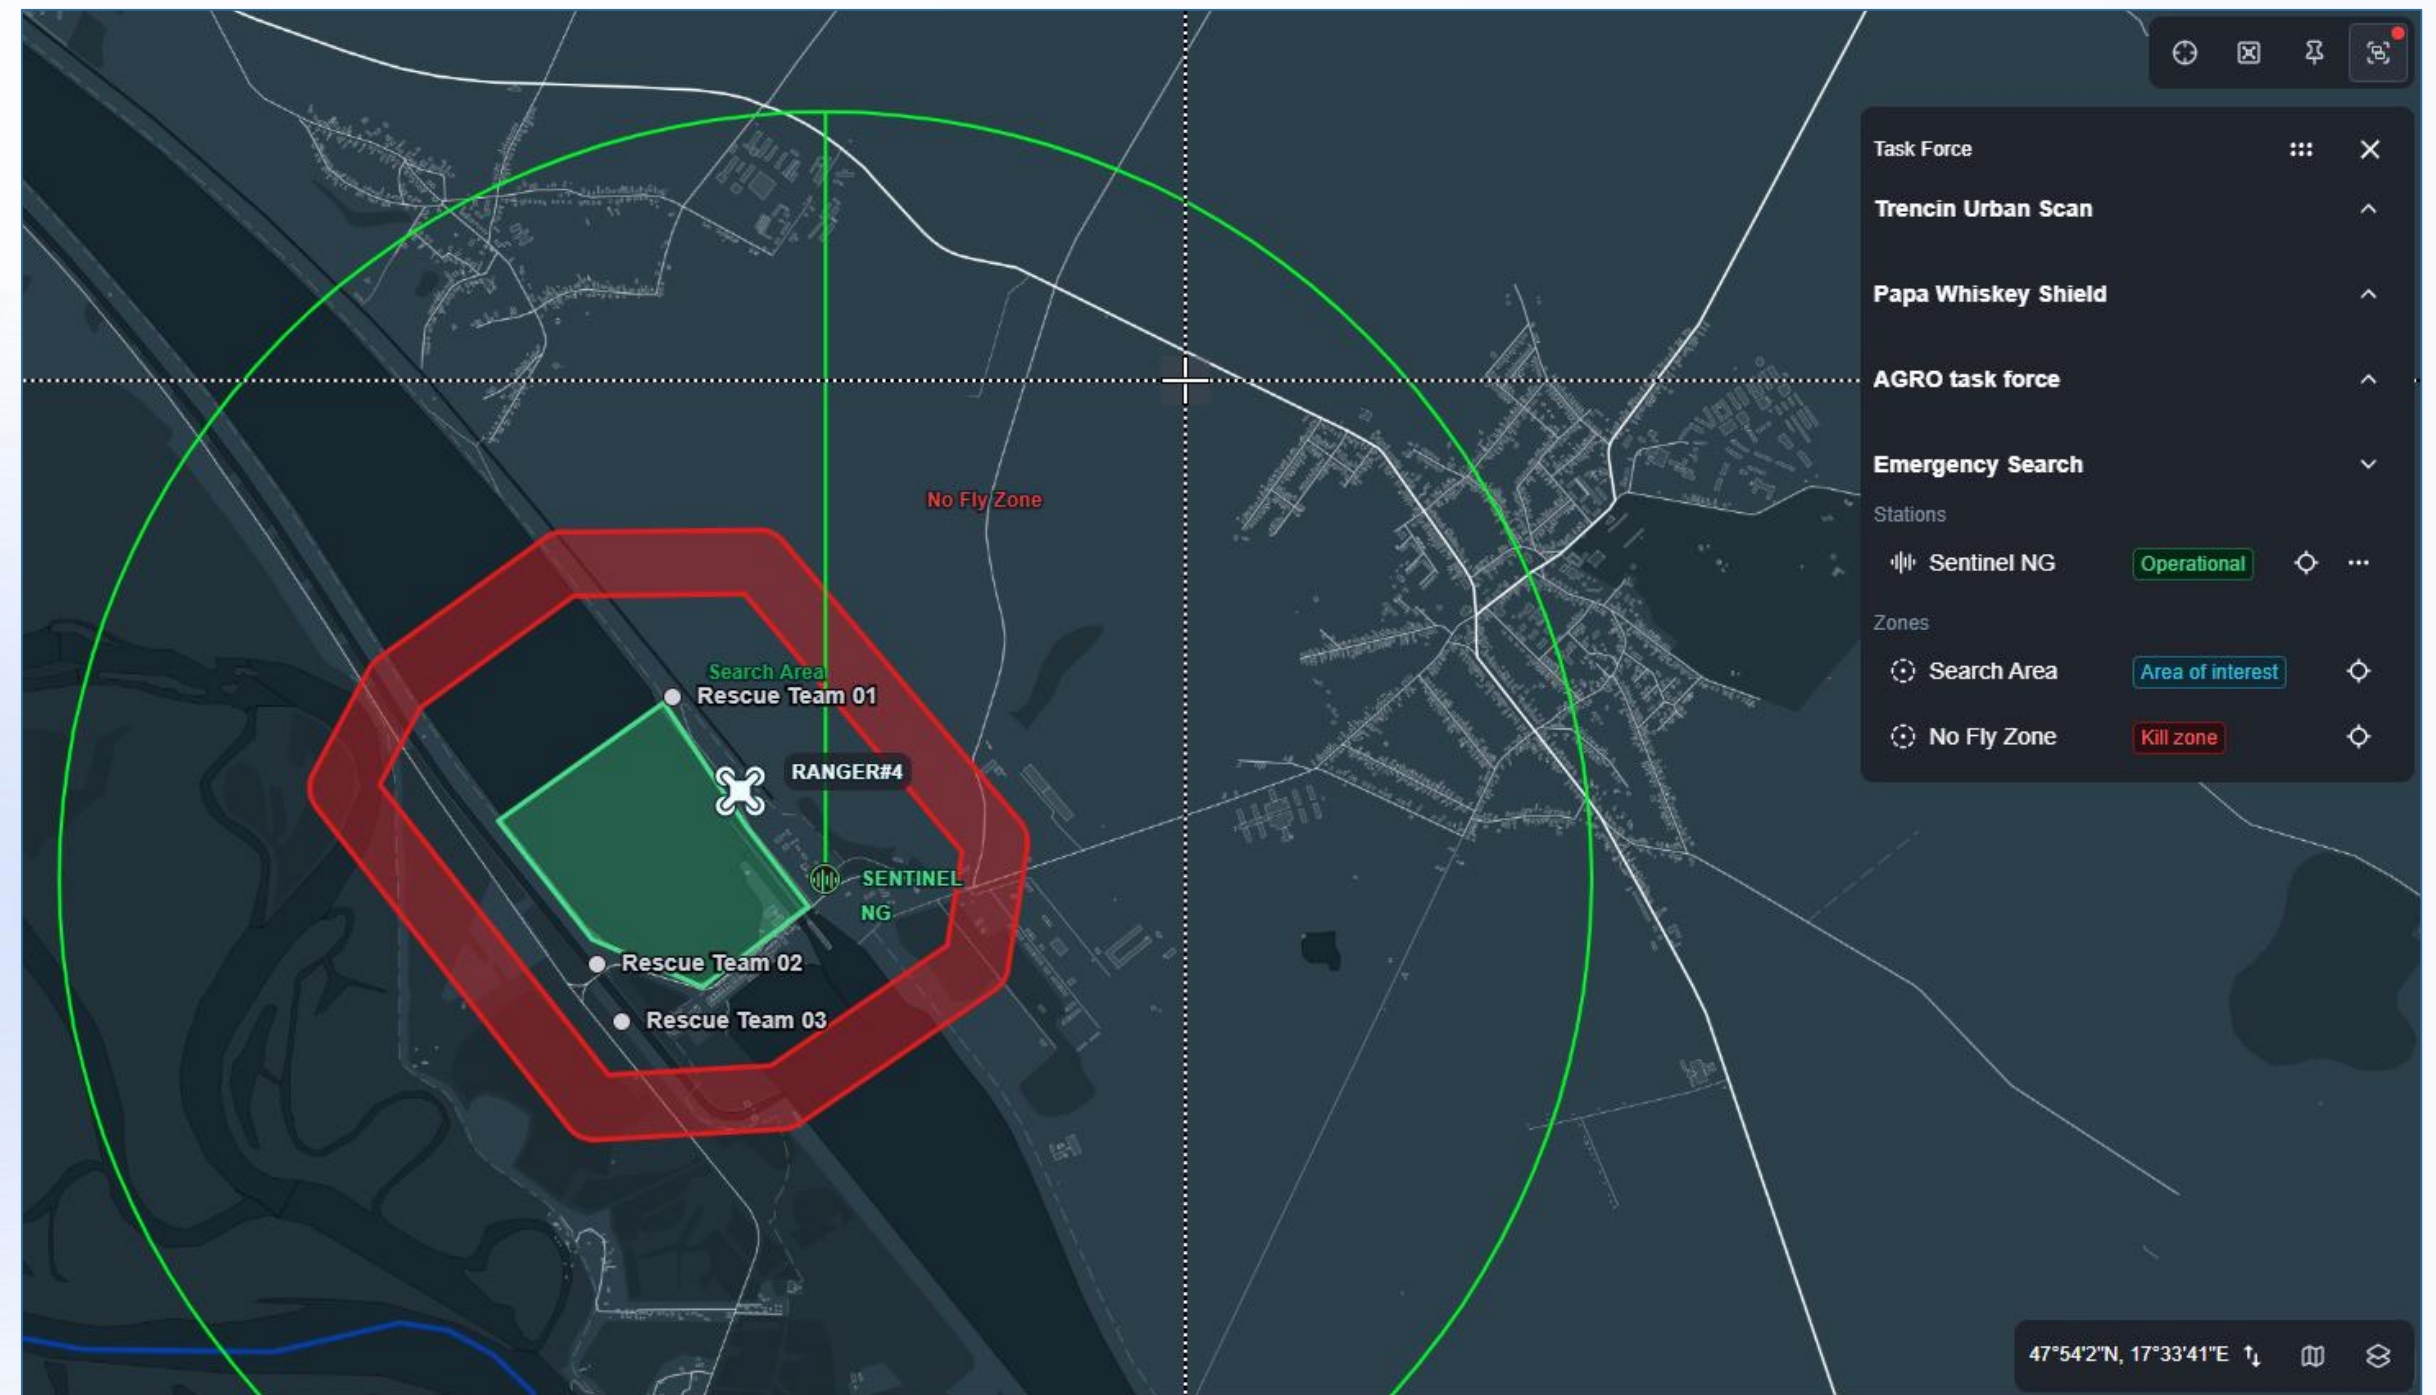 Task Force
Trencin Urban Scan
Papa Whiskey Shield
AGRO task force
Emergency Search
Stations
Sentinel NG
Operational
Zones
Search Area
Area of interest
No Fly Zone
Kill zone
No Fly Zone
Search Area
Rescue Team 01
RANGER#4
SENTINEL
NG
Rescue Team 02
Rescue Team 03
47°54'2"N, 17°33'41"E